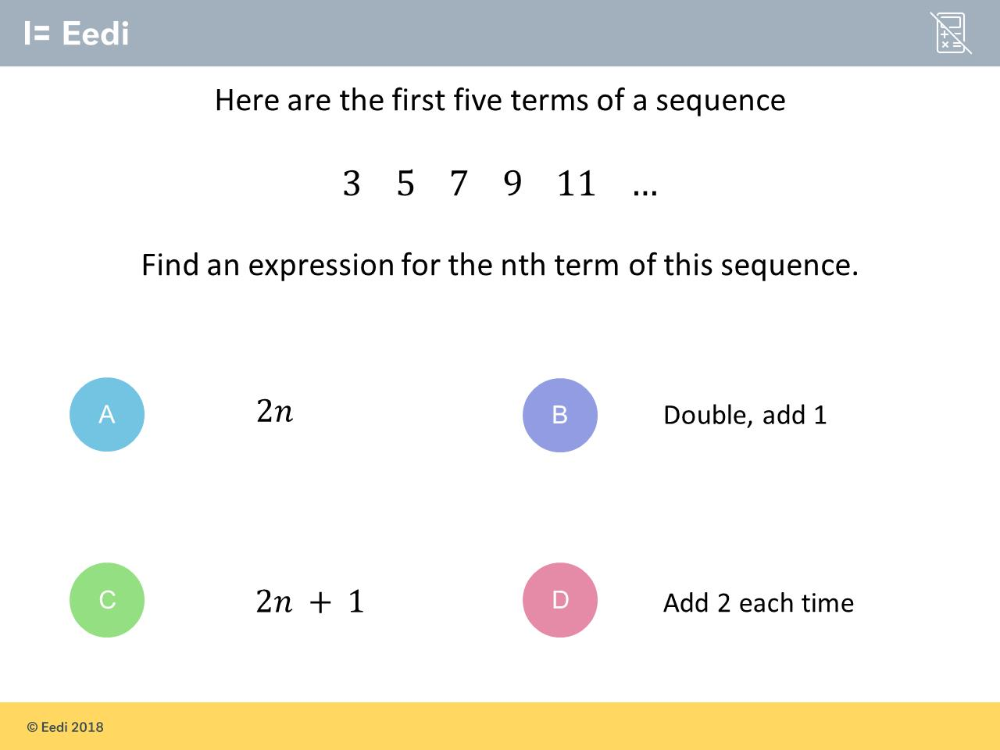 Eedi
Here are the first five terms of a sequence
3 5 7 9 11 ...
Find an expression for the nth term of this sequence.
A 2n
B Double, add 1
C 2n + 1
D Add 2 each time
© Eedi 2018